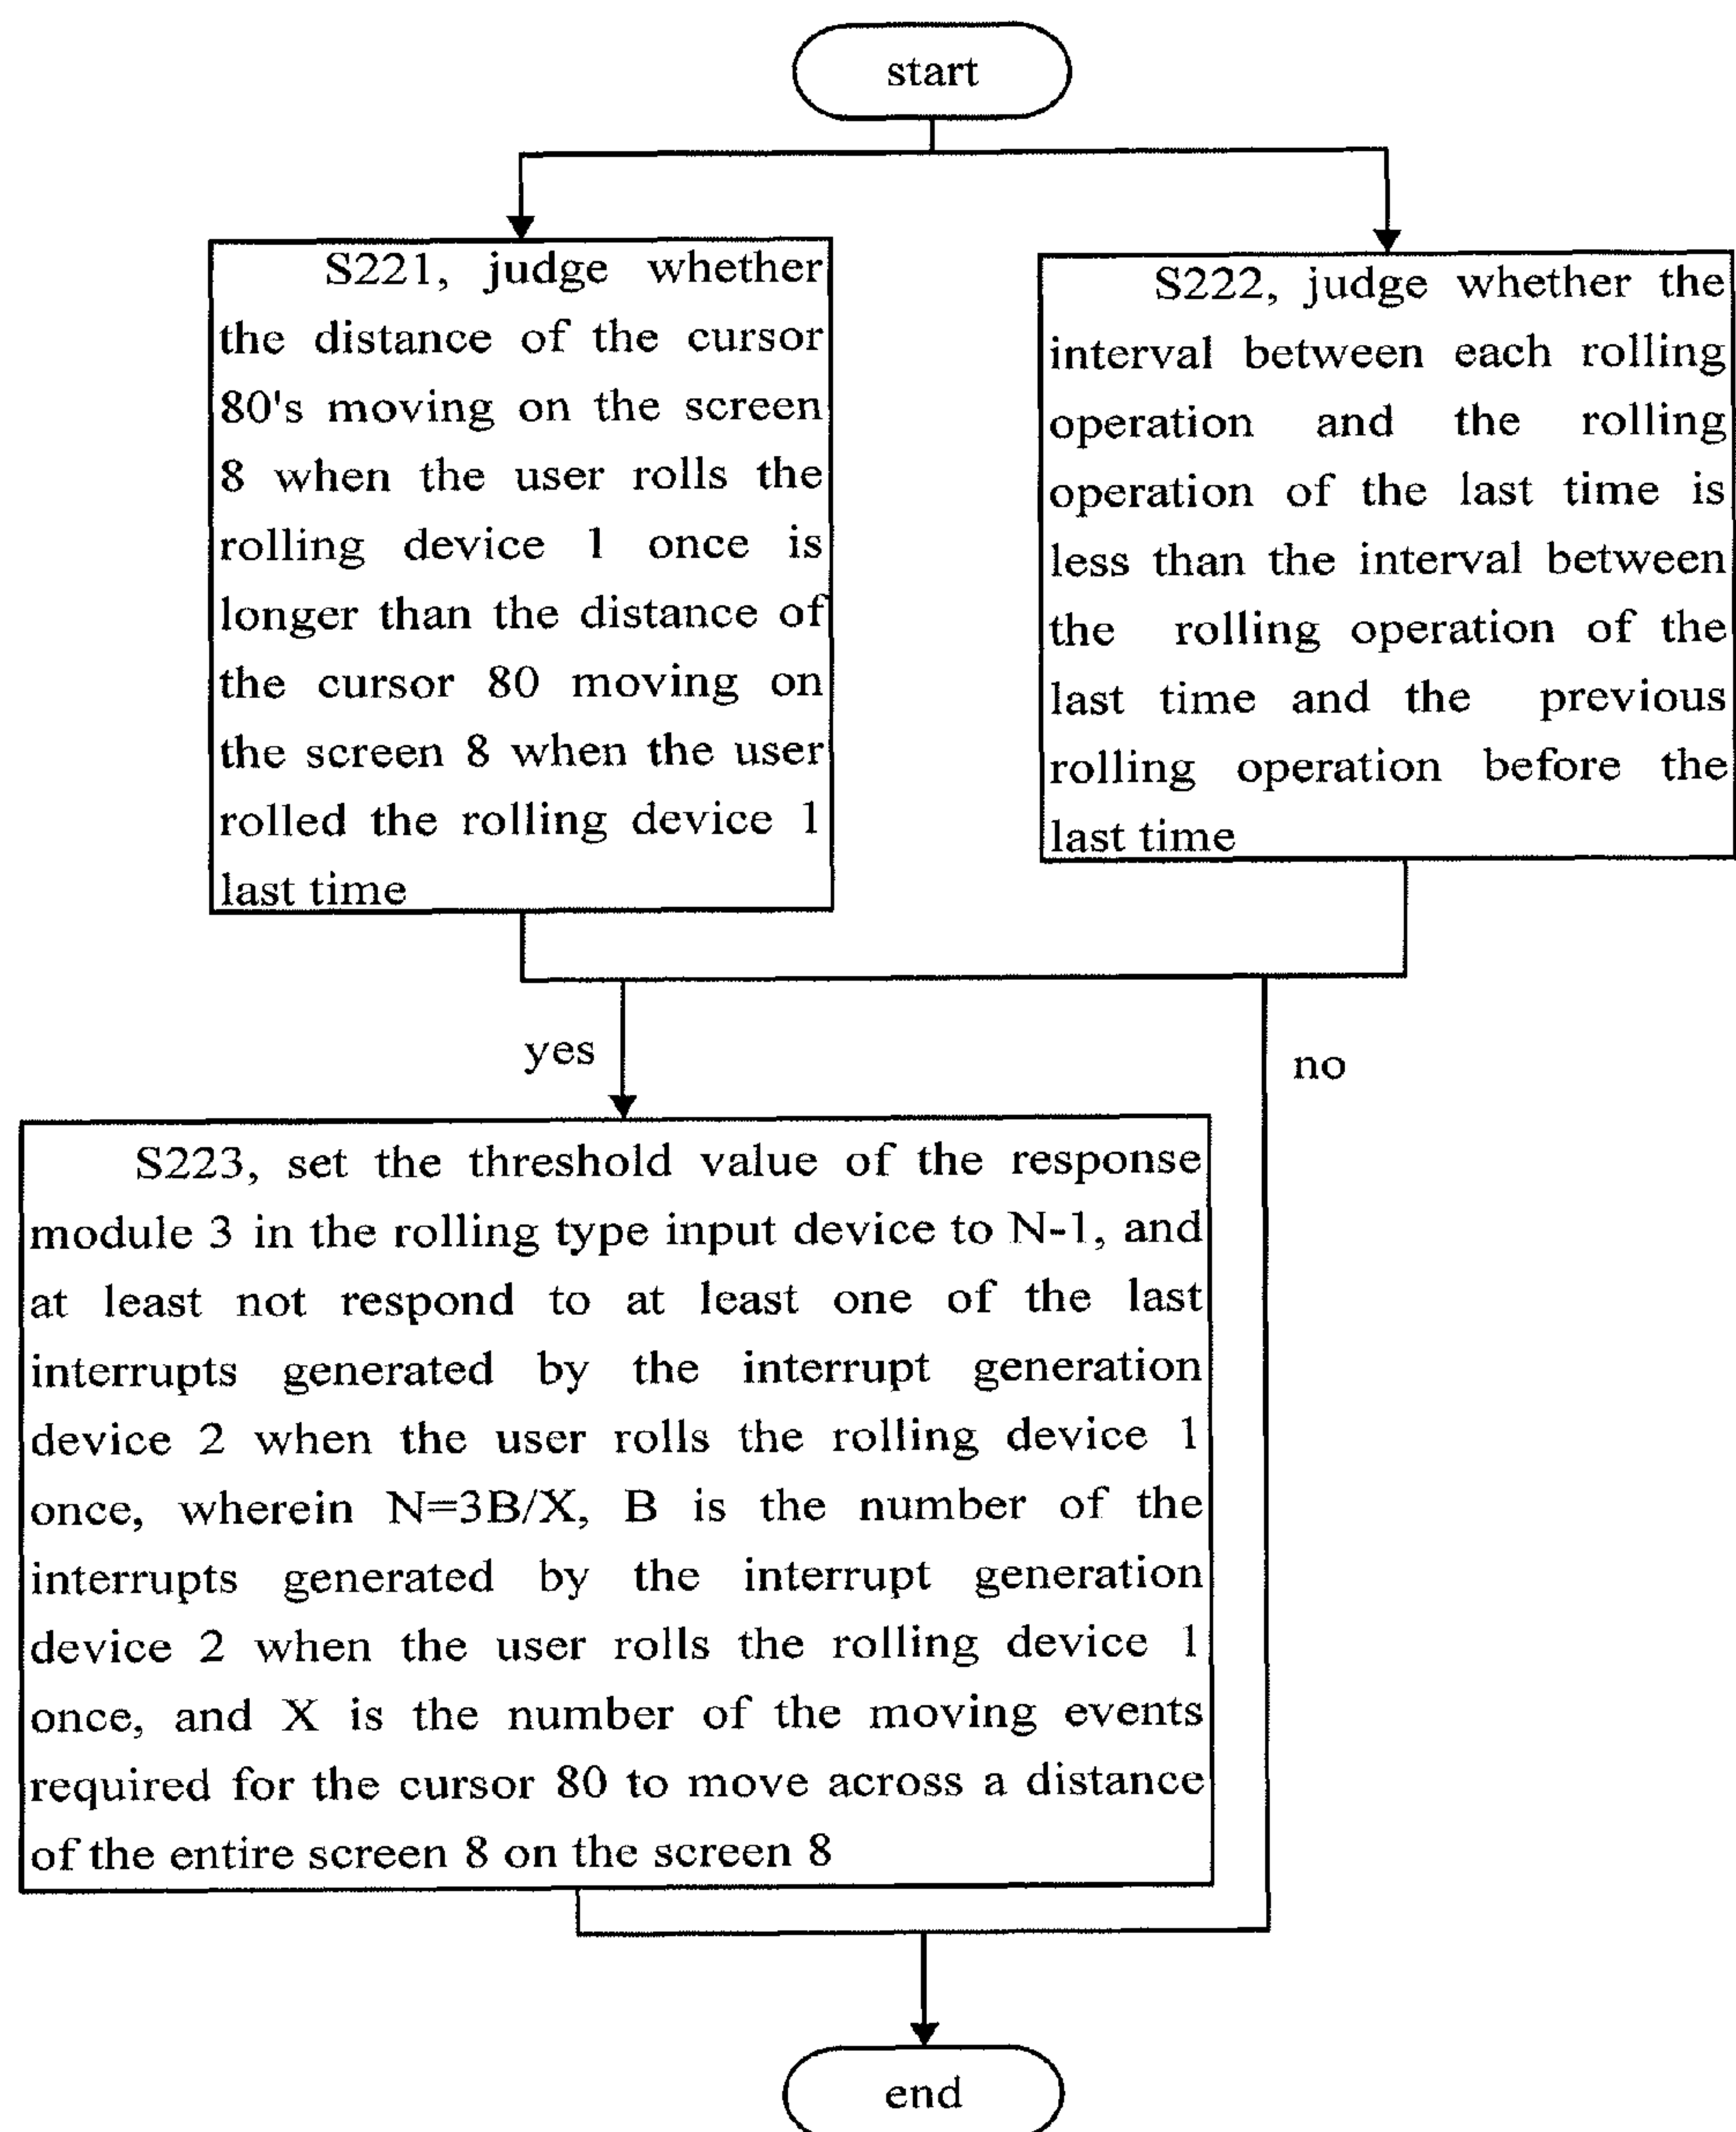 start
S221, judge whether
the distance of the cursor
80's moving on the screen
8 when the user rolls the
rolling device 1 once is
longer than the distance of
the cursor 80 moving on
the screen 8 when the user
rolled the rolling device 1
last time
S222, judge whether the
interval between each rolling
operation and the rolling
operation of the last time is
less than the interval between
the rolling operation of the
last time and the previous
rolling operation before the
last time
yes
no
S223, set the threshold value of the response
module 3 in the rolling type input device to N-1, and
at least not respond to at least one of the last
interrupts generated by the interrupt generation
device 2 when the user rolls the rolling device 1
once, wherein N=3B/X, B is the number of the
interrupts generated by the interrupt generation
device 2 when the user rolls the rolling device 1
once, and X is the number of the moving events
required for the cursor 80 to move across a distance
of the entire screen 8 on the screen 8
end